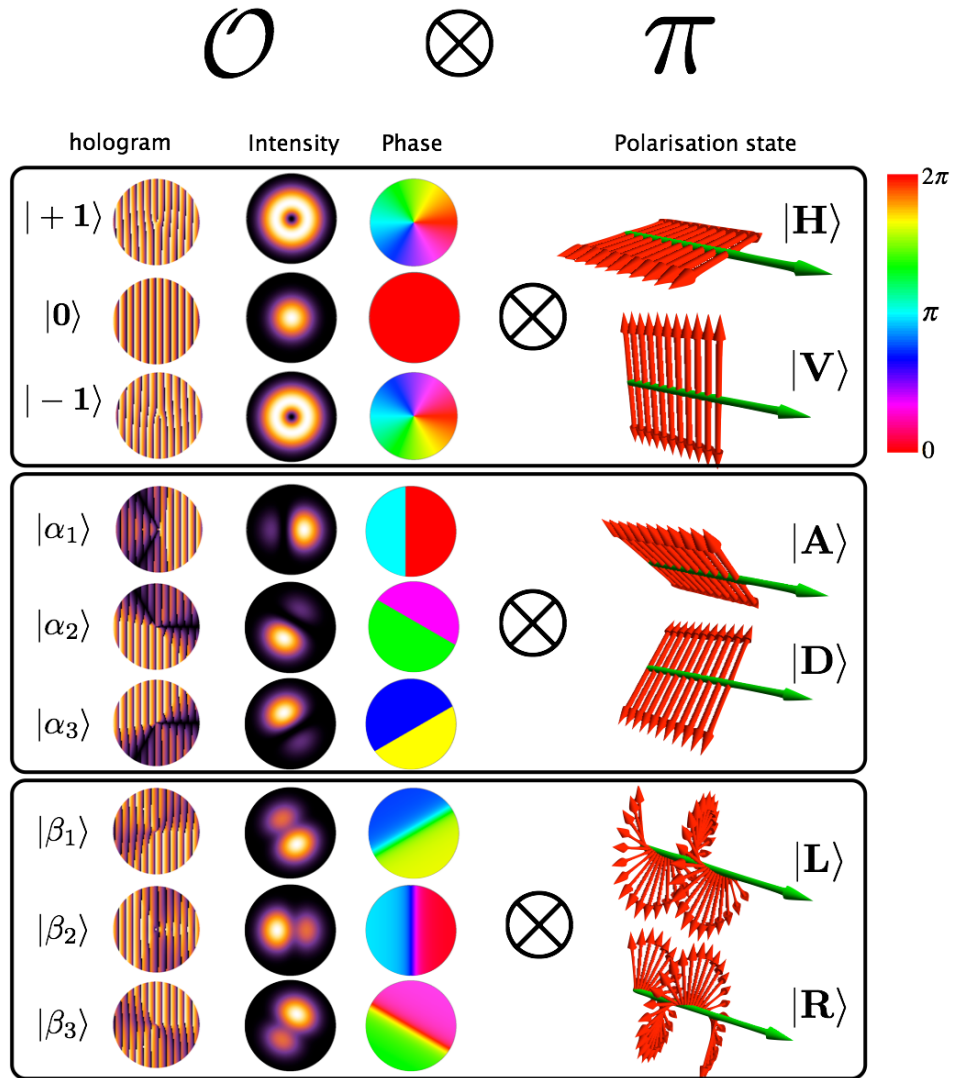 𝒪 ⊗ π
hologram Intensity Phase Polarisation state
|+1⟩ |H⟩ 2π
|0⟩ ⊗
|−1⟩ |V⟩ π
0
|α₁⟩ |A⟩
|α₂⟩ ⊗
|α₃⟩ |D⟩
|β₁⟩ |L⟩
|β₂⟩ ⊗
|β₃⟩ |R⟩